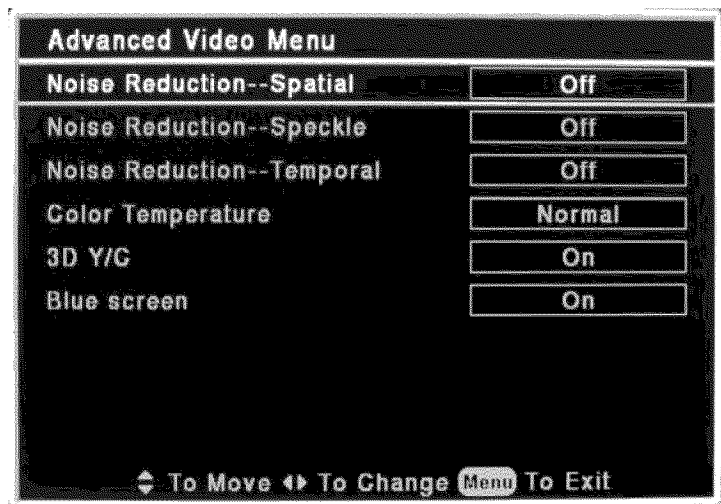 Advanced Video Menu
Noise Reduction--Spatial Off
Noise Reduction--Speckle Off
Noise Reduction--Temporal Off
Color Temperature Normal
3D Y/C On
Blue screen On
To Move To Change Menu To Exit